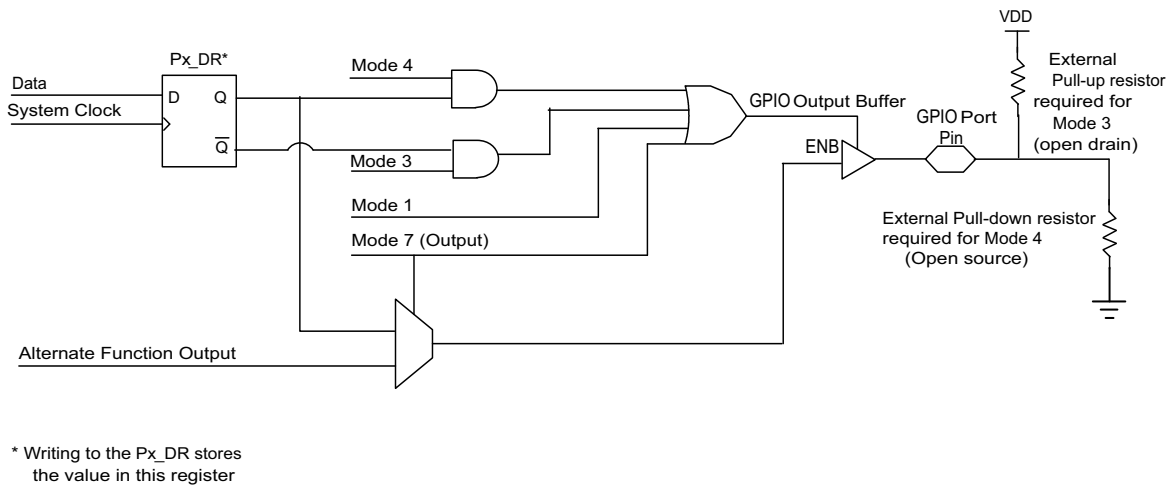 VDD
External
Pull-up resistor
required for
Mode 3
(open drain)
Px_DR*
Mode 4
Data
D Q
System Clock
Q
GPIO Output Buffer
GPIO Port
Pin
ENB
Mode 3
Mode 1
External Pull-down resistor
required for Mode 4
(Open source)
Mode 7 (Output)
Alternate Function Output
* Writing to the Px_DR stores
the value in this register